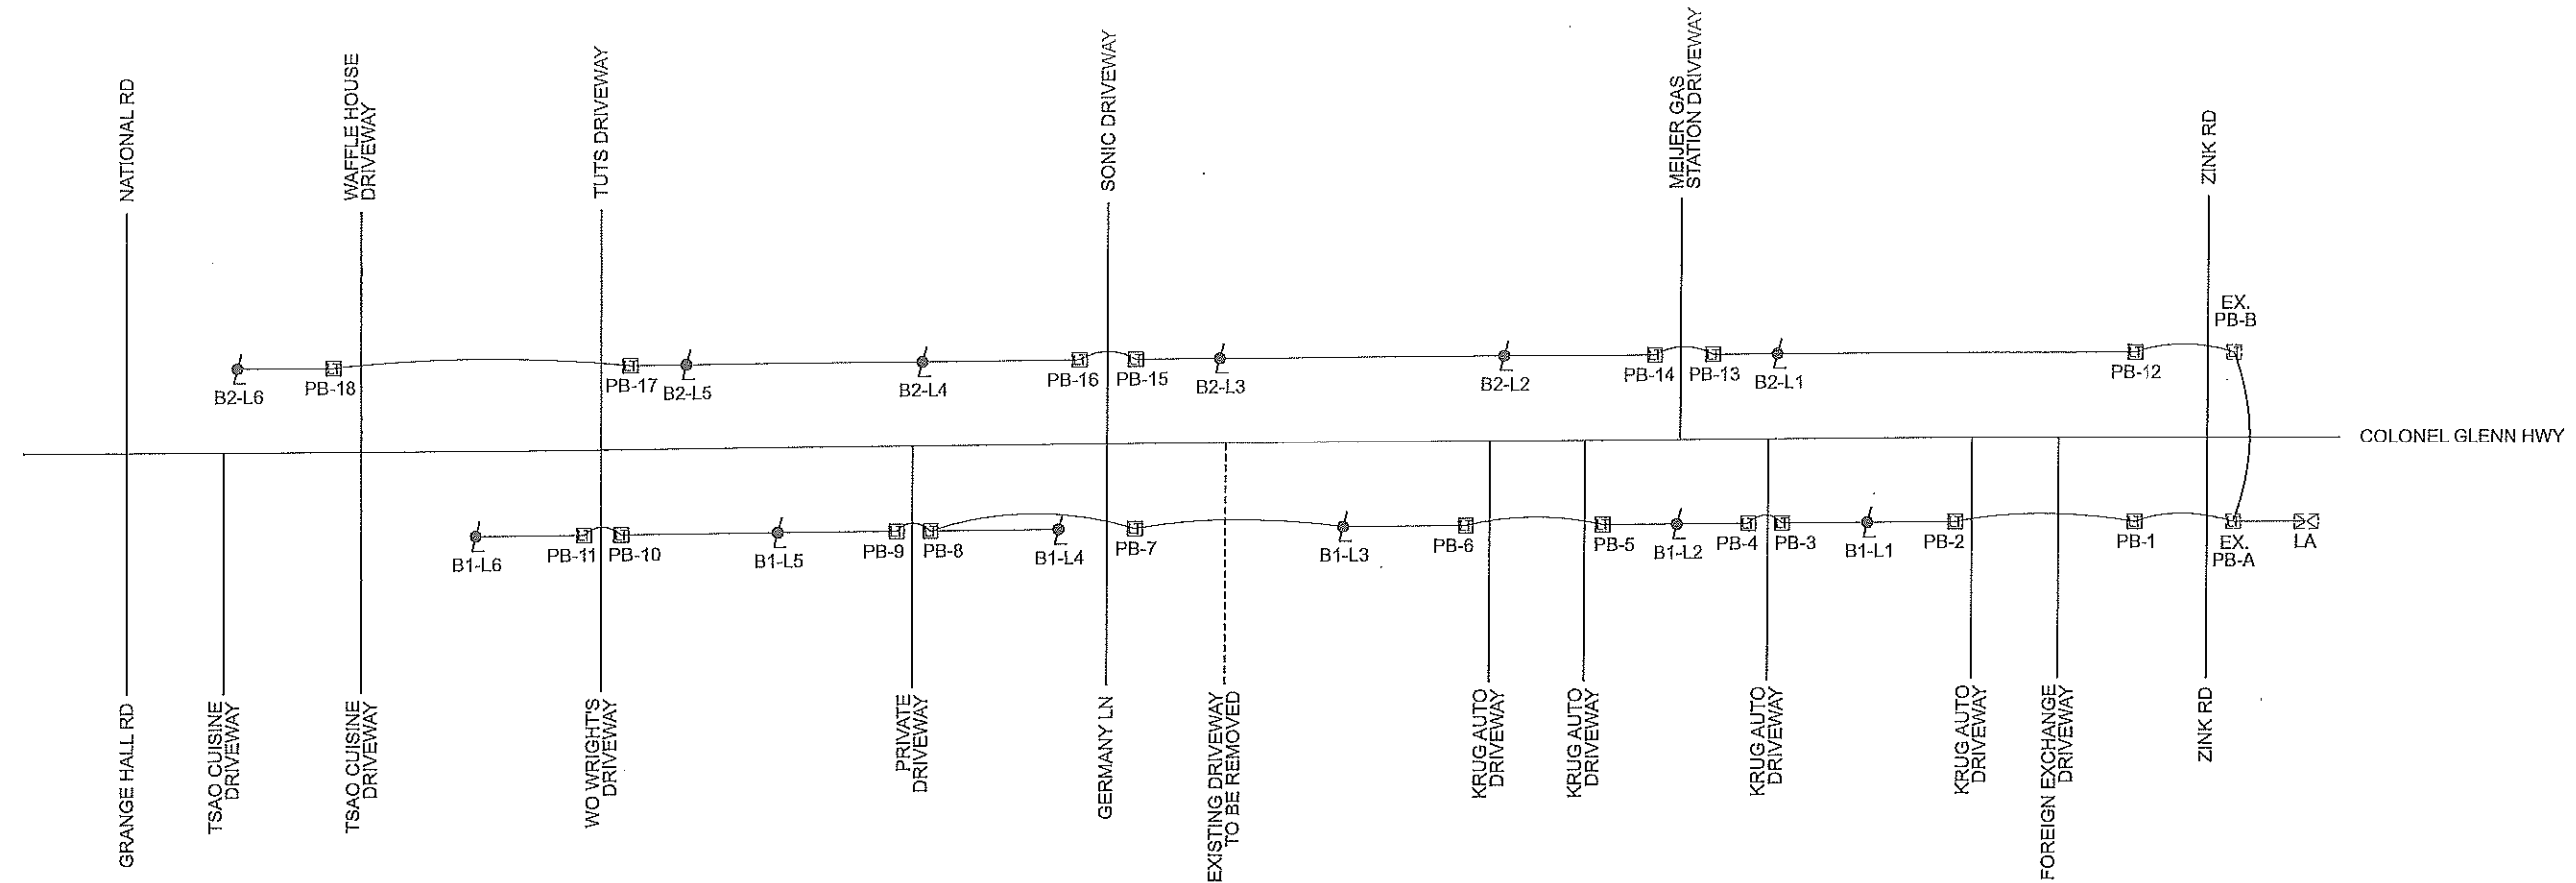 NATIONAL RD
WAFFLE HOUSE
DRIVEWAY
TUTS DRIVEWAY
SONIC DRIVEWAY
MEIJER GAS
STATION DRIVEWAY
ZINK RD
EX.
PB-B
B2-L6
PB-18
PB-17
B2-L5
B2-L4
PB-16
PB-15
B2-L3
B2-L2
PB-14
PB-13
B2-L1
PB-12
COLONEL GLENN HWY
B1-L6
PB-11
PB-10
B1-L5
PB-9
PB-8
B1-L4
PB-7
B1-L3
PB-6
PB-5
B1-L2
PB-4
PB-3
B1-L1
PB-2
PB-1
EX.
PB-A
LA
GRANGE HALL RD
TSAO CUISINE
DRIVEWAY
TSAO CUISINE
DRIVEWAY
WO WRIGHT'S
DRIVEWAY
PRIVATE
DRIVEWAY
GERMANY LN
EXISTING DRIVEWAY
TO BE REMOVED
KRUG AUTO
DRIVEWAY
KRUG AUTO
DRIVEWAY
KRUG AUTO
DRIVEWAY
KRUG AUTO
DRIVEWAY
FOREIGN EXCHANGE
DRIVEWAY
ZINK RD